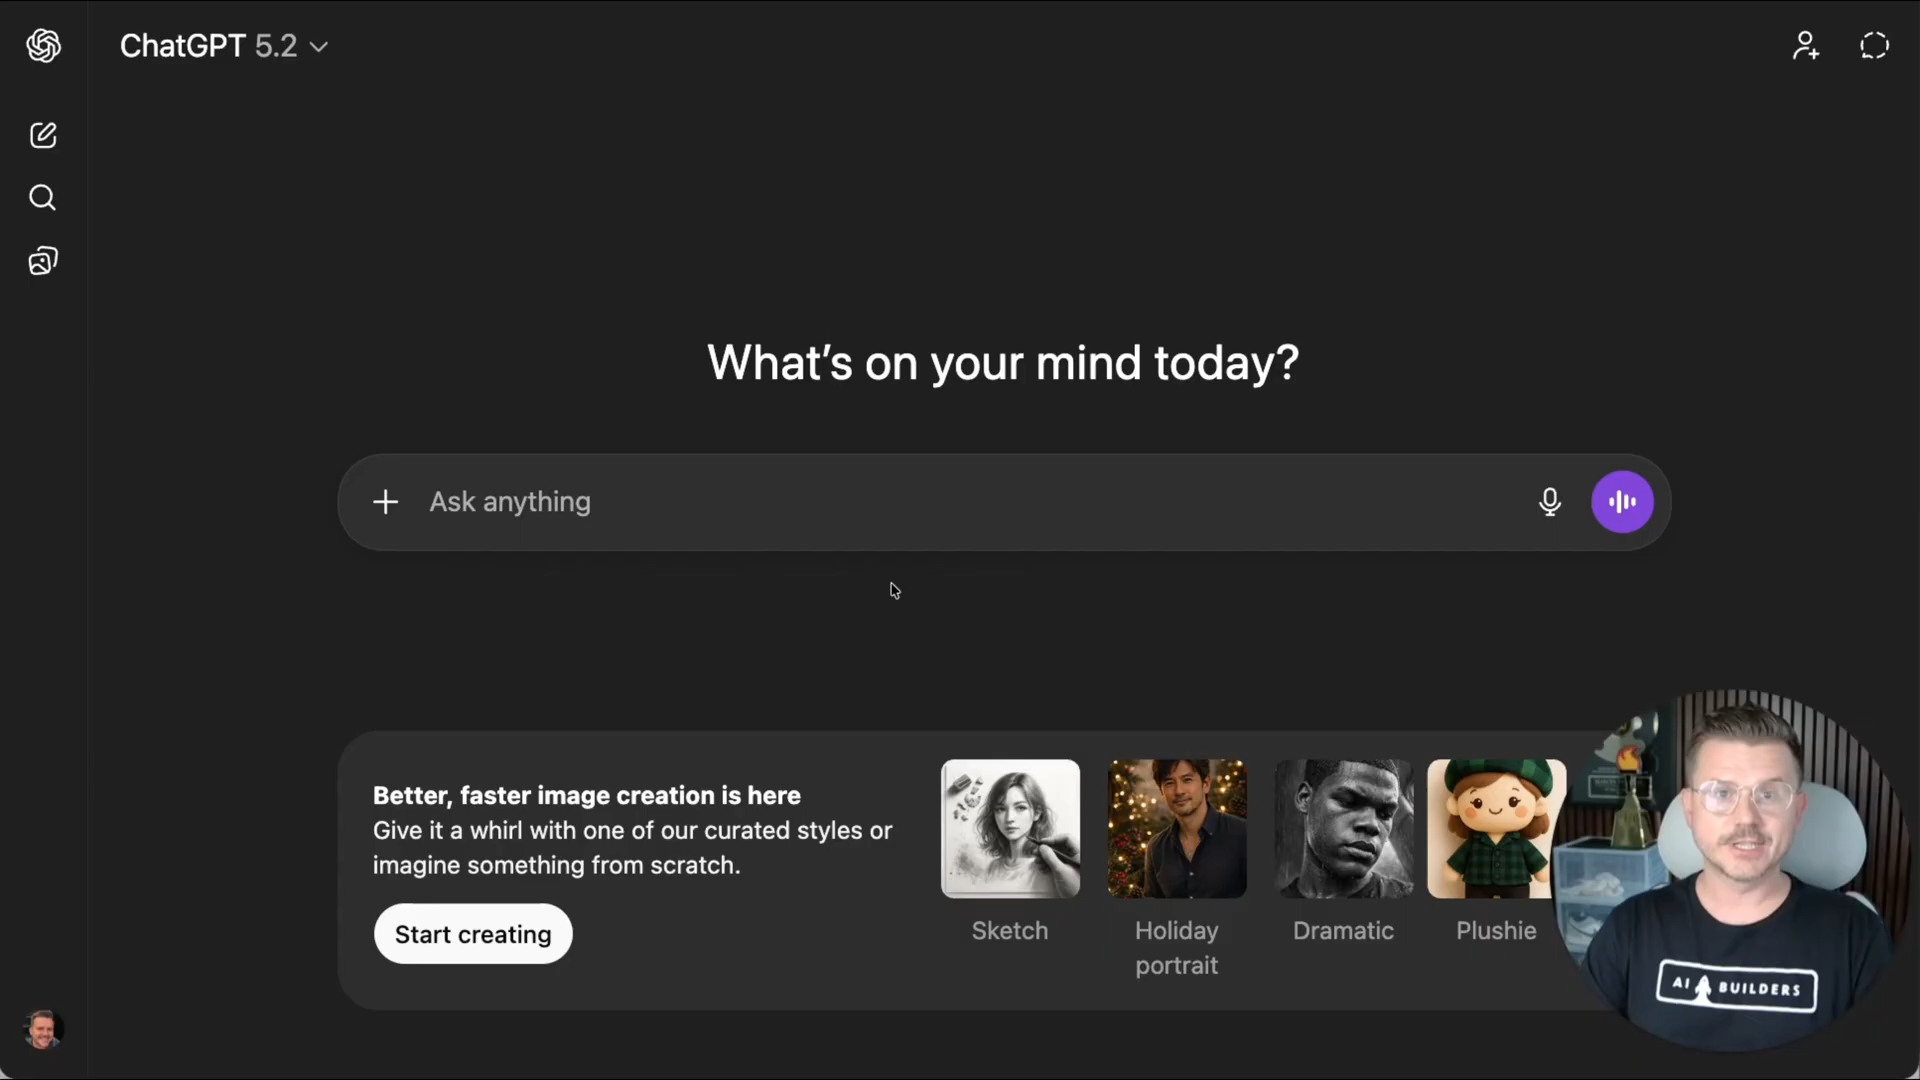 ChatGPT 5.2
What's on your mind today?
Ask anything
Better, faster image creation is here
Give it a whirl with one of our curated styles or
imagine something from scratch.
Start creating
Sketch
Holiday
portrait
Dramatic
Plushie
AI BUILDERS